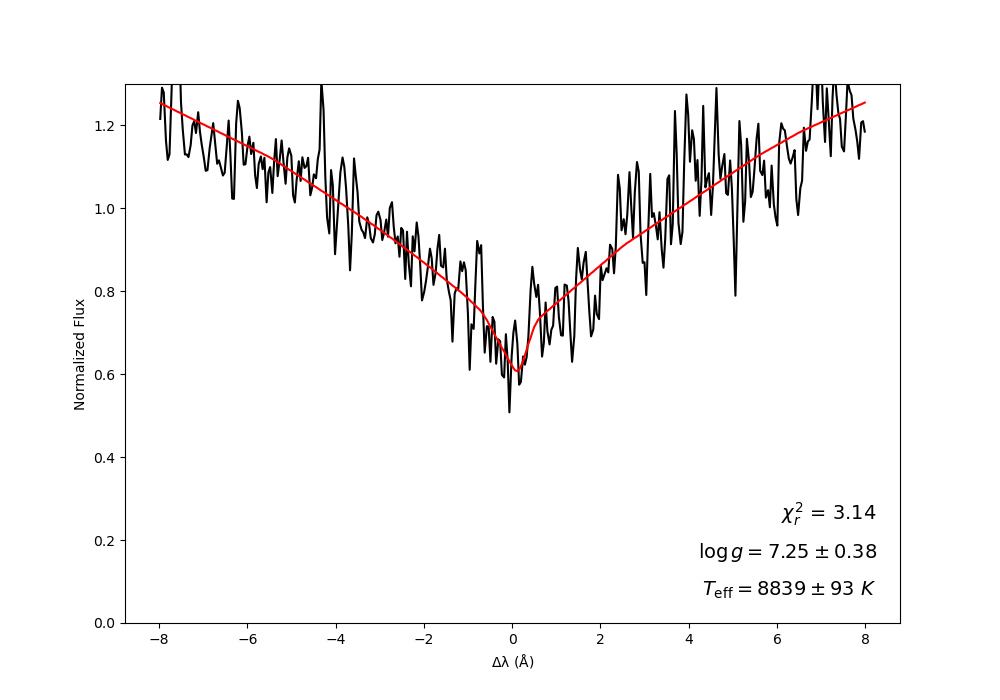 1.2
1.0
0.8
0.6
0.4
0.2
0.0
Normalized Flux
χ²ᵣ = 3.14
log g = 7.25 ± 0.38
T_eff = 8839 ± 93 K
−8 −6 −4 −2 0 2 4 6 8
Δλ (Å)